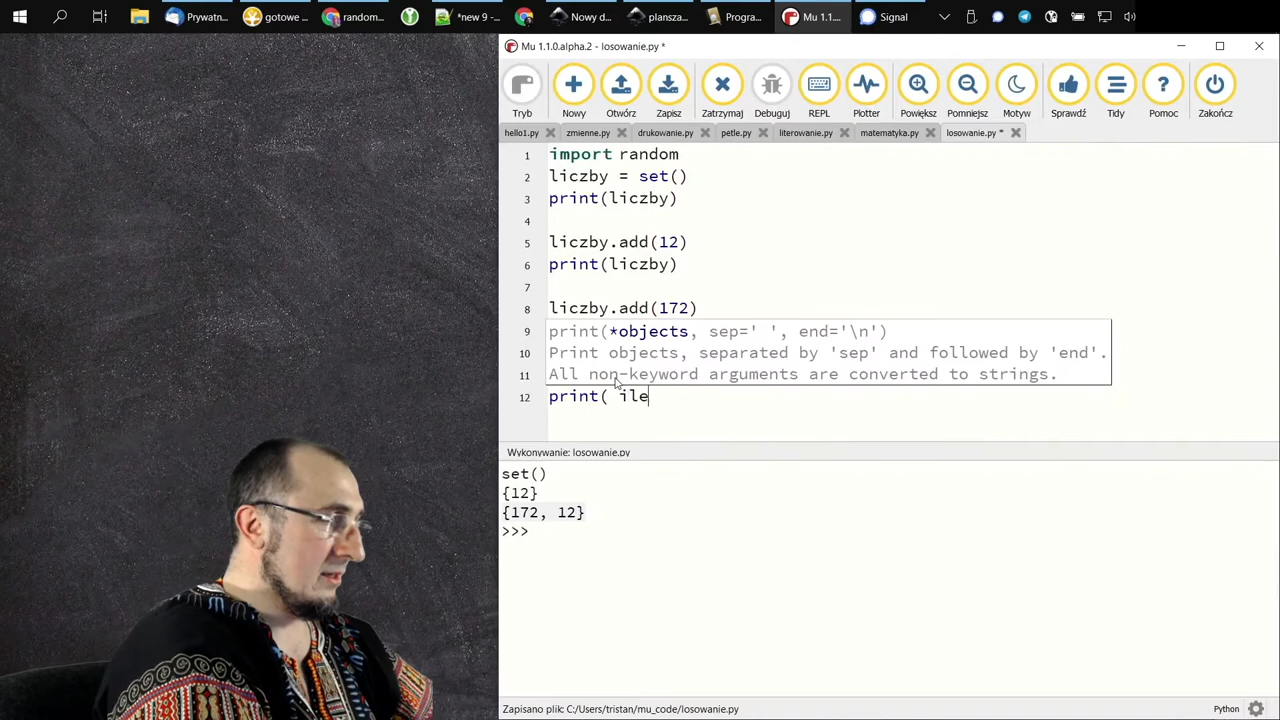 Prywatn...
gotowe ...
random...
*new 9 -...
Nowy d...
plansza...
Progra...
Mu 1.1....
Signal
Mu 1.1.0.alpha.2 - losowanie.py *
Tryb
Nowy
Otwórz
Zapisz
Zatrzymaj
Debuguj
REPL
Plotter
Powiększ
Pomniejsz
Motyw
Sprawdź
Tidy
Pomoc
Zakończ
hello1.py
zmienne.py
drukowanie.py
petle.py
literowanie.py
matematyka.py
losowanie.py *
1 import random
2 liczby = set()
3 print(liczby)
4
5 liczby.add(12)
6 print(liczby)
7
8 liczby.add(172)
9 print(*objects, sep=' ', end='\n')
10 Print objects, separated by 'sep' and followed by 'end'.
11 All non-keyword arguments are converted to strings.
12 print( ile
Wykonywanie: losowanie.py
set()
{12}
{172, 12}
>>>
Zapisano plik: C:/Users/tristan/mu_code/losowanie.py
Python